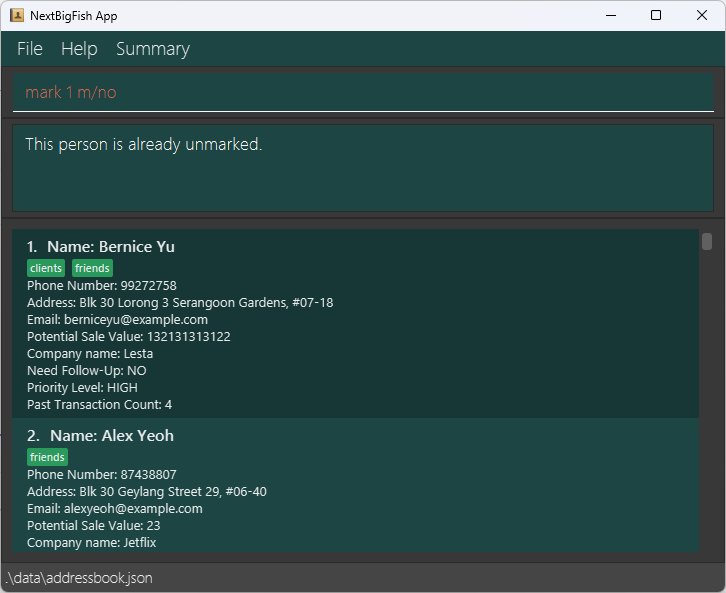 NextBigFish App
File Help Summary
mark 1 m/no
This person is already unmarked.
1. Name: Bernice Yu
clients friends
Phone Number: 99272758
Address: Blk 30 Lorong 3 Serangoon Gardens, #07-18
Email: berniceyu@example.com
Potential Sale Value: 132131313122
Company name: Lesta
Need Follow-Up: NO
Priority Level: HIGH
Past Transaction Count: 4
2. Name: Alex Yeoh
friends
Phone Number: 87438807
Address: Blk 30 Geylang Street 29, #06-40
Email: alexyeoh@example.com
Potential Sale Value: 23
Company name: Jetflix
.\data\addressbook.json